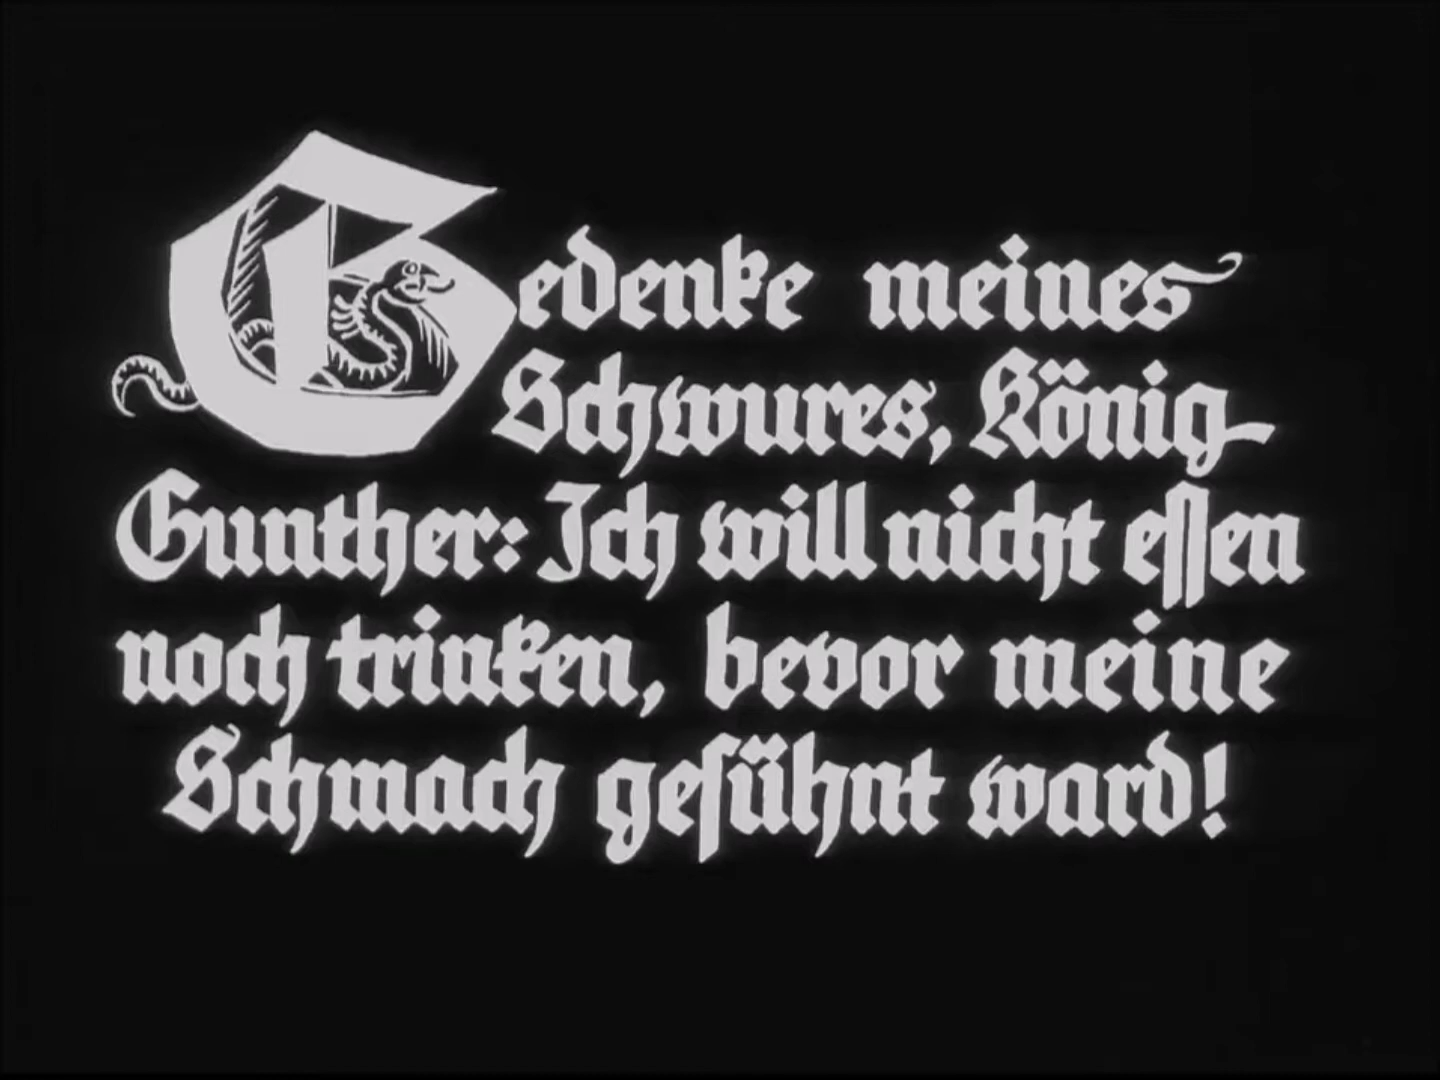 Gedenke meines
Schwures, König
Gunther: Ich will nicht essen
noch trinken, bevor meine
Schmach gesühnt ward!